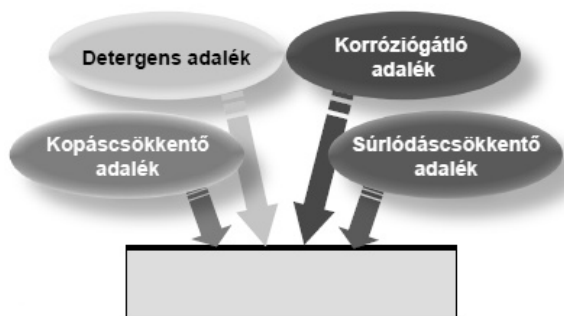 Detergens adalék
Korróziógátló
adalék
Kopáscsökkentő
adalék
Súrlódáscsökkentő
adalék